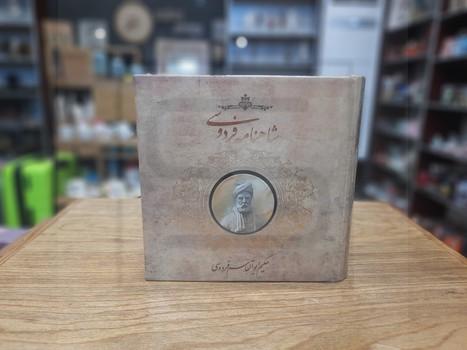 شاهنامه فردوسی
حکیم ابوالقاسم فردوسی